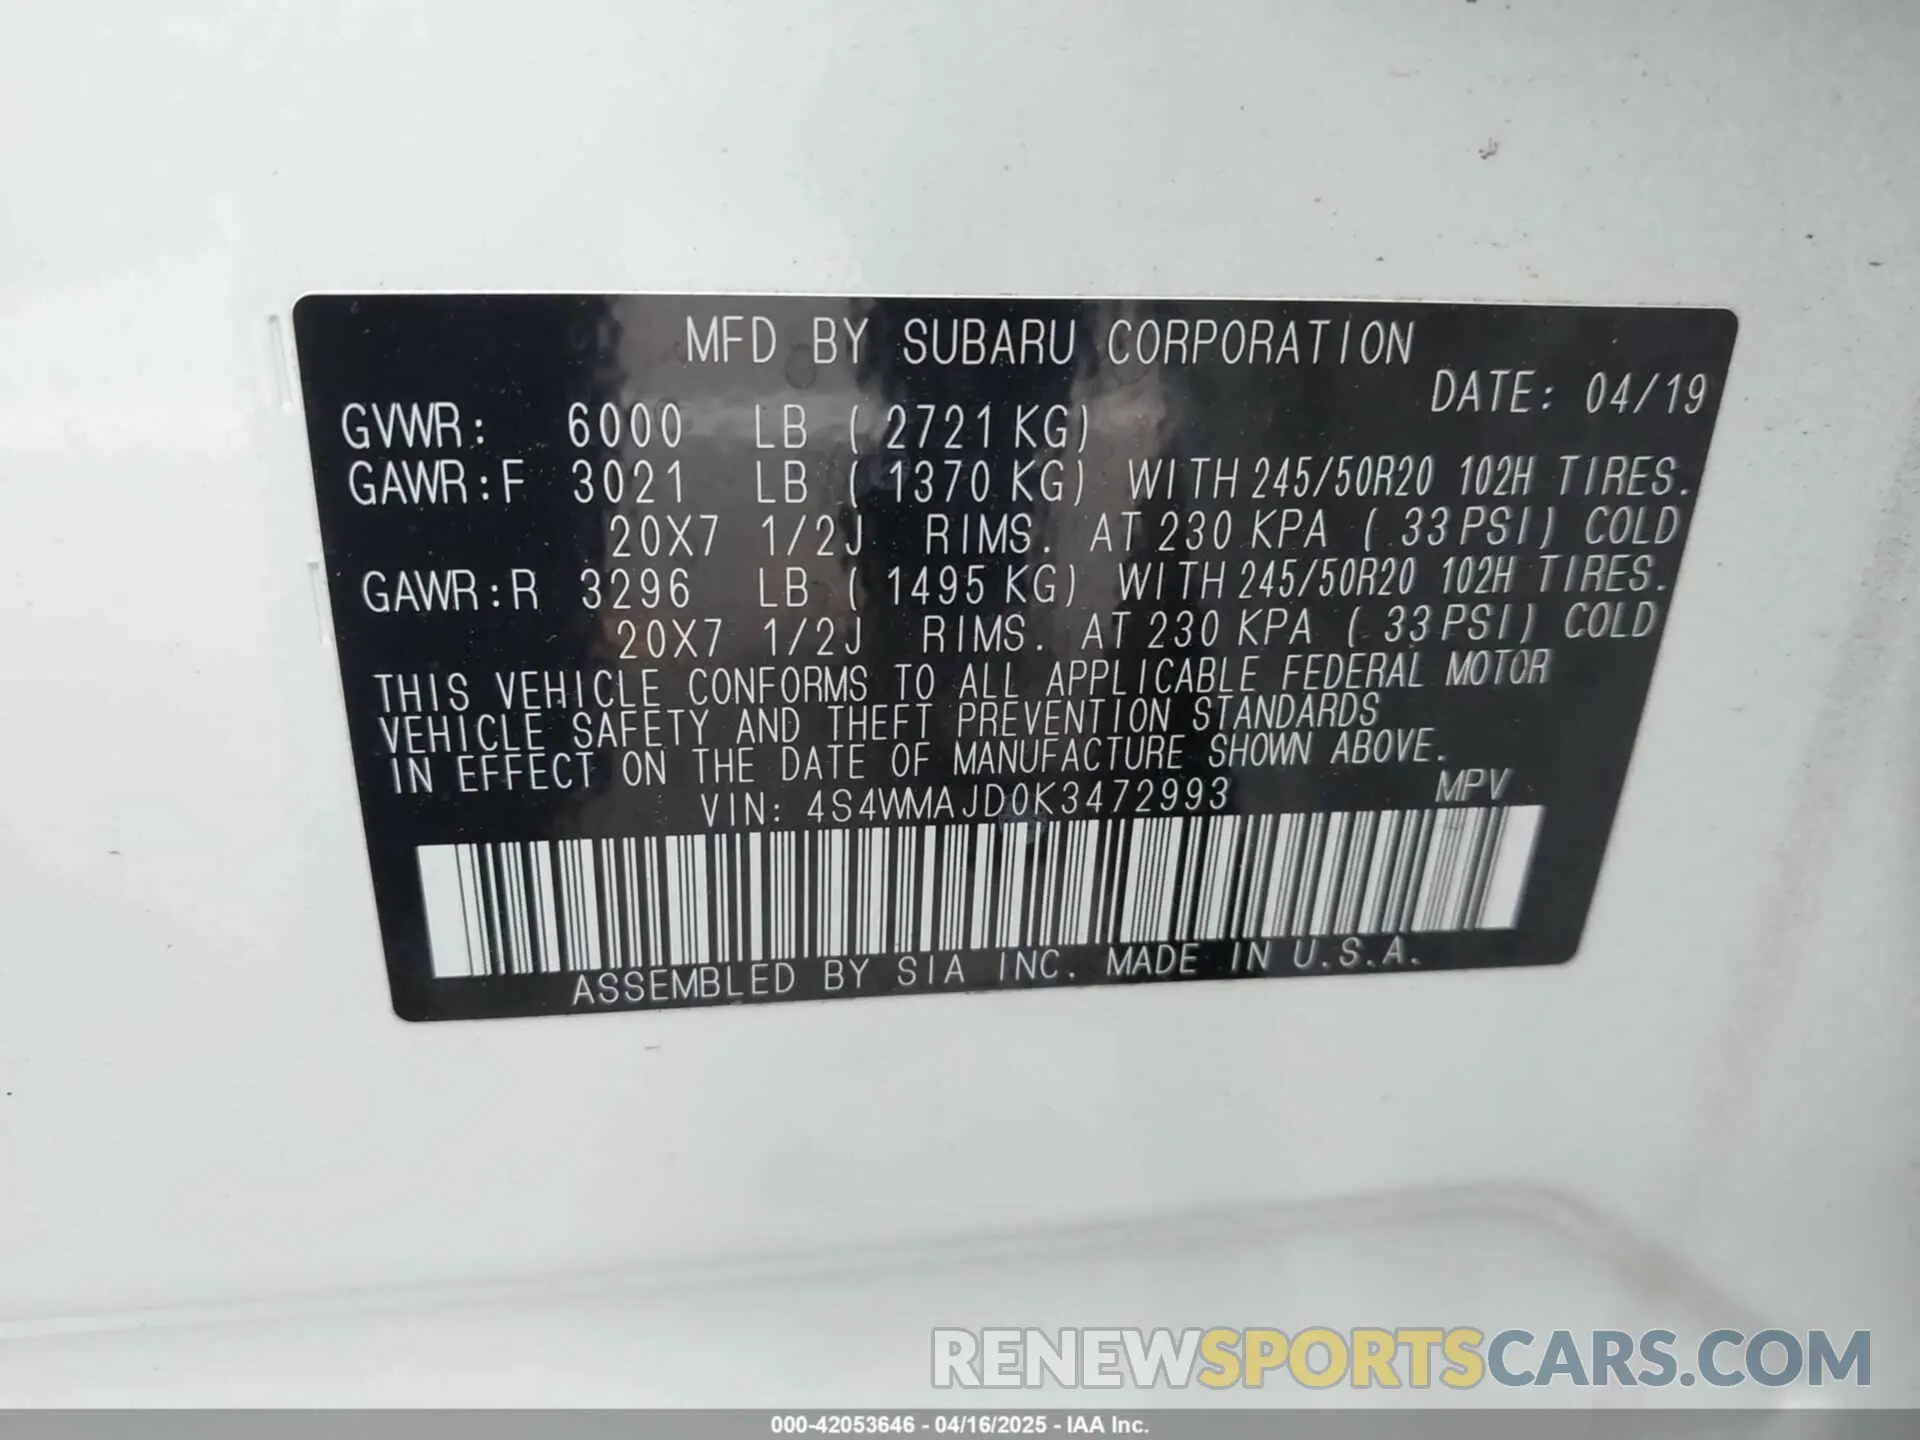 MFD BY SUBARU CORPORATION
DATE: 04/19
GVWR: 6000 LB (2721 KG)
GAWR:F 3021 LB (1370 KG) WITH 245/50R20 102H TIRES.
20X7 1/2J RIMS. AT 230 KPA (33 PSI) COLD
GAWR:R 3296 LB (1495 KG) WITH 245/50R20 102H TIRES.
20X7 1/2J RIMS. AT 230 KPA (33 PSI) COLD
THIS VEHICLE CONFORMS TO ALL APPLICABLE FEDERAL MOTOR
VEHICLE SAFETY AND THEFT PREVENTION STANDARDS
IN EFFECT ON THE DATE OF MANUFACTURE SHOWN ABOVE.
VIN: 4S4WMAJD0K3472993 MPV
ASSEMBLED BY SIA INC. MADE IN U.S.A.
RENEWSPORTSCARS.COM
000-42053646 - 04/16/2025 - IAA Inc.